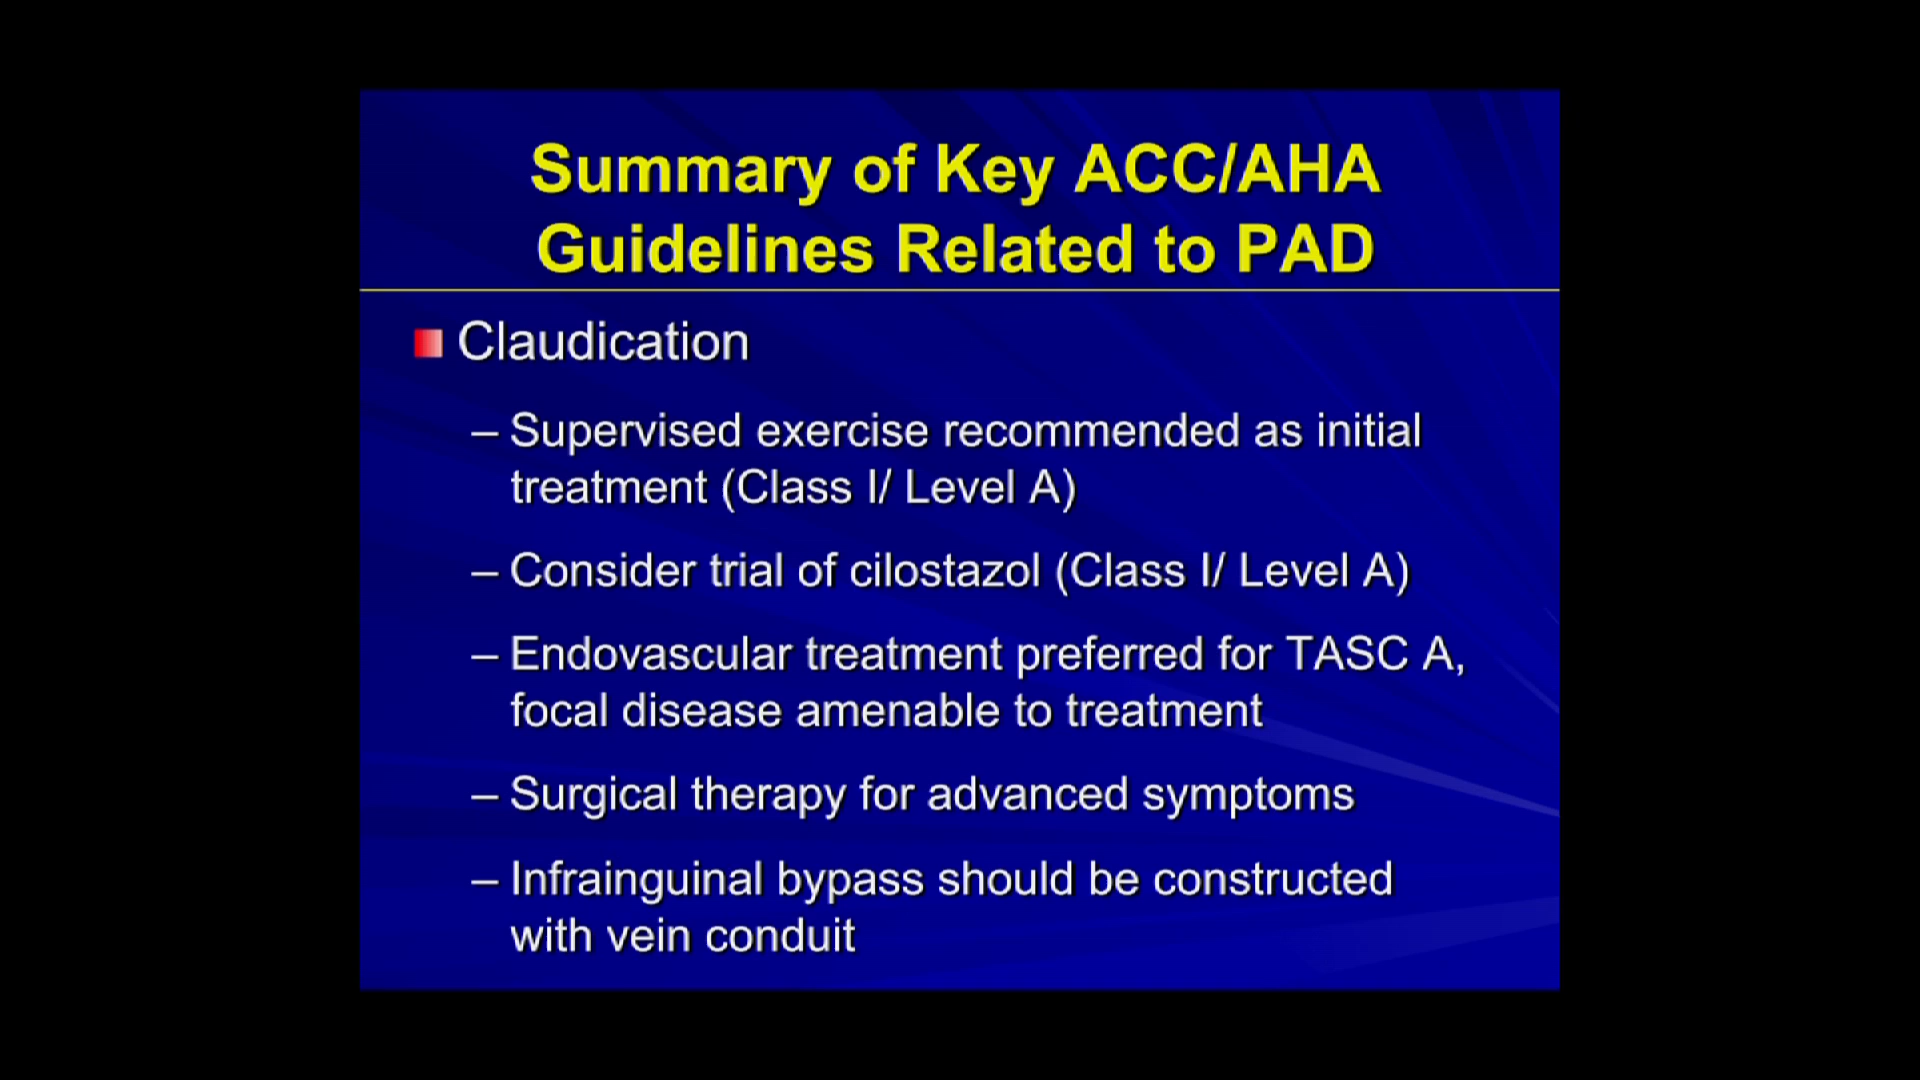 Summary of Key ACC/AHA
Guidelines Related to PAD
Claudication
– Supervised exercise recommended as initial
treatment (Class I/ Level A)
– Consider trial of cilostazol (Class I/ Level A)
– Endovascular treatment preferred for TASC A,
focal disease amenable to treatment
– Surgical therapy for advanced symptoms
– Infrainguinal bypass should be constructed
with vein conduit